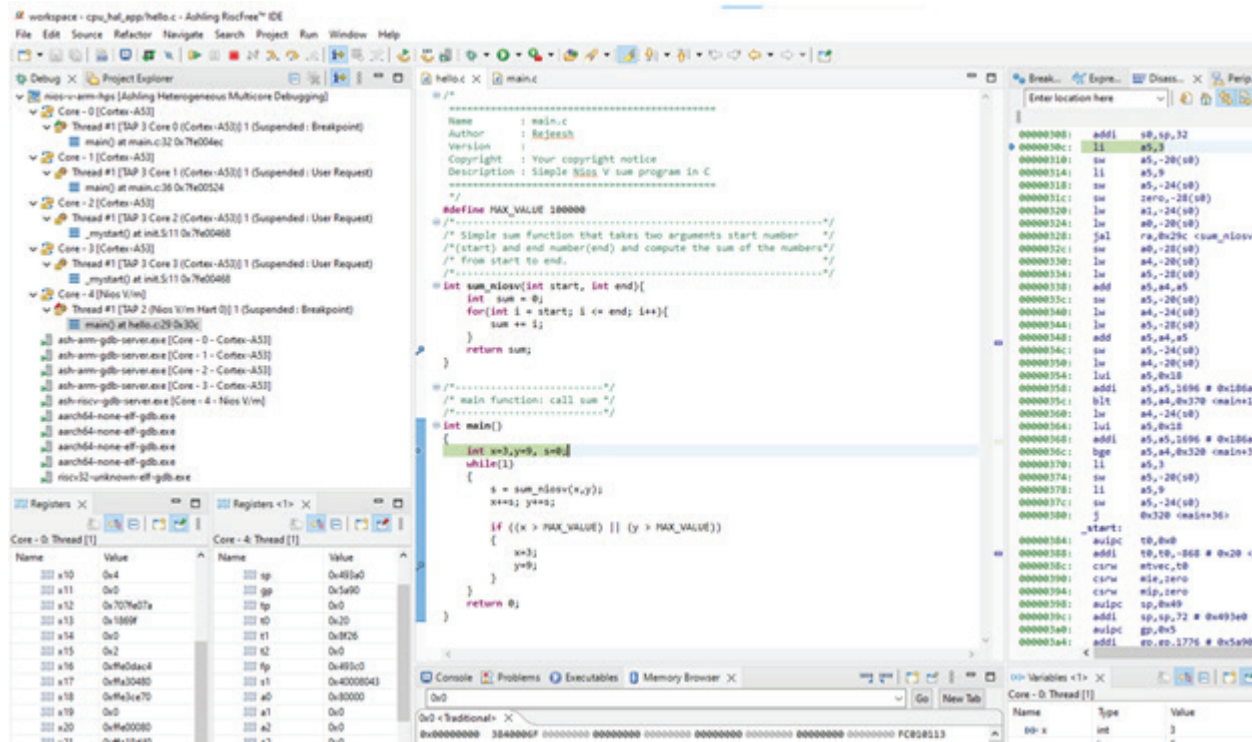 workspace - cpu_hal_app/hello.c - Ashling RiscFree™ IDE
File Edit Source Refactor Navigate Search Project Run Window Help
Debug Project Explorer
nios-v-arm-hps [Ashling Heterogeneous Multicore Debugging]
Core - 0 [Cortex-A53]
Thread #1 [TAP 3 Core 0 (Cortex-A53)] 1 (Suspended : Breakpoint)
main() at main.c:32 0x7fe004ec
Core - 1 [Cortex-A53]
Thread #1 [TAP 3 Core 1 (Cortex-A53)] 1 (Suspended : User Request)
main() at main.c:36 0x7fe00524
Core - 2 [Cortex-A53]
Thread #1 [TAP 3 Core 2 (Cortex-A53)] 1 (Suspended : User Request)
_mystart() at init.S:11 0x7fe00468
Core - 3 [Cortex-A53]
Thread #1 [TAP 3 Core 3 (Cortex-A53)] 1 (Suspended : User Request)
_mystart() at init.S:11 0x7fe00468
Core - 4 [Nios V/m]
Thread #1 [TAP 2 (Nios V/m Hart 0)] 1 (Suspended : Breakpoint)
main() at hello.c:29 0x30c
ash-arm-gdb-server.exe [Core - 0 - Cortex-A53]
ash-arm-gdb-server.exe [Core - 1 - Cortex-A53]
ash-arm-gdb-server.exe [Core - 2 - Cortex-A53]
ash-arm-gdb-server.exe [Core - 3 - Cortex-A53]
ash-riscv-gdb-server.exe [Core - 4 - Nios V/m]
aarch64-none-elf-gdb.exe
aarch64-none-elf-gdb.exe
aarch64-none-elf-gdb.exe
aarch64-none-elf-gdb.exe
riscv32-unknown-elf-gdb.exe
Registers
Core - 0: Thread [1]
Name Value
x10 0x4
x11 0x0
x12 0x707fe07a
x13 0x1869f
x14 0x0
x15 0x2
x16 0xffe0dac4
x17 0xffa30480
x18 0xffe3ce70
x19 0x0
x20 0xffe00080
Registers <1>
Core - 4: Thread [1]
Name Value
sp 0x493a0
gp 0x5a90
tp 0x0
t0 0x20
t1 0x8f26
t2 0x0
fp 0x493c0
s1 0x40008043
a0 0x80000
a1 0x0
a2 0x0
hello.c main.c
/*
============================================
Name : main.c
Author : Rejeesh
Version :
Copyright : Your copyright notice
Description : Simple Nios V sum program in C
============================================
*/
#define MAX_VALUE 100000
/*-------------------------------------------------------------*/
/* Simple sum function that takes two arguments start number */
/*(start) and end number(end) and compute the sum of the numbers*/
/* from start to end. */
/*-------------------------------------------------------------*/
int sum_niosv(int start, int end){
int sum = 0;
for(int i = start; i <= end; i++){
sum += i;
}
return sum;
}
/*-------------------------*/
/* main function: call sum */
/*-------------------------*/
int main()
{
int x=3,y=9, s=0;
while(1)
{
s = sum_niosv(x,y);
x+=s; y+=s;
if ((x > MAX_VALUE) || (y > MAX_VALUE))
{
x=3;
y=9;
}
}
return 0;
}
Console Problems Executables Memory Browser
0x0 Go New Tab
0x0 <Traditional>
0x00000000 3840006F 00000000 00000000 00000000 00000000 00000000 00000000 FC010113
Break... Expre... Disass... Perip
Enter location here
00000308: addi s0,sp,32
0000030c: li a5,3
00000310: sw a5,-20(s0)
00000314: li a5,9
00000318: sw a5,-24(s0)
0000031c: sw zero,-28(s0)
00000320: lw a1,-24(s0)
00000324: lw a0,-20(s0)
00000328: jal ra,0x29c <sum_niosv
0000032c: sw a0,-28(s0)
00000330: lw a4,-20(s0)
00000334: lw a5,-28(s0)
00000338: add a5,a4,a5
0000033c: sw a5,-20(s0)
00000340: lw a4,-24(s0)
00000344: lw a5,-28(s0)
00000348: add a5,a4,a5
0000034c: sw a5,-24(s0)
00000350: lw a4,-20(s0)
00000354: lui a5,0x18
00000358: addi a5,a5,1696 # 0x186a
0000035c: blt a5,a4,0x370 <main+1
00000360: lw a4,-24(s0)
00000364: lui a5,0x18
00000368: addi a5,a5,1696 # 0x186a
0000036c: bge a5,a4,0x320 <main+3
00000370: li a5,3
00000374: sw a5,-20(s0)
00000378: li a5,9
0000037c: sw a5,-24(s0)
00000380: j 0x320 <main+36>
_start:
00000384: auipc t0,0x0
00000388: addi t0,t0,-868 # 0x20 <
0000038c: csrw mtvec,t0
00000390: csrw mie,zero
00000394: csrw mip,zero
00000398: auipc sp,0x49
0000039c: addi sp,sp,72 # 0x493e0
000003a0: auipc gp,0x5
000003a4: addi gp,gp,1776 # 0x5a90
Variables <1>
Core - 0: Thread [1]
Name Type Value
x int 3